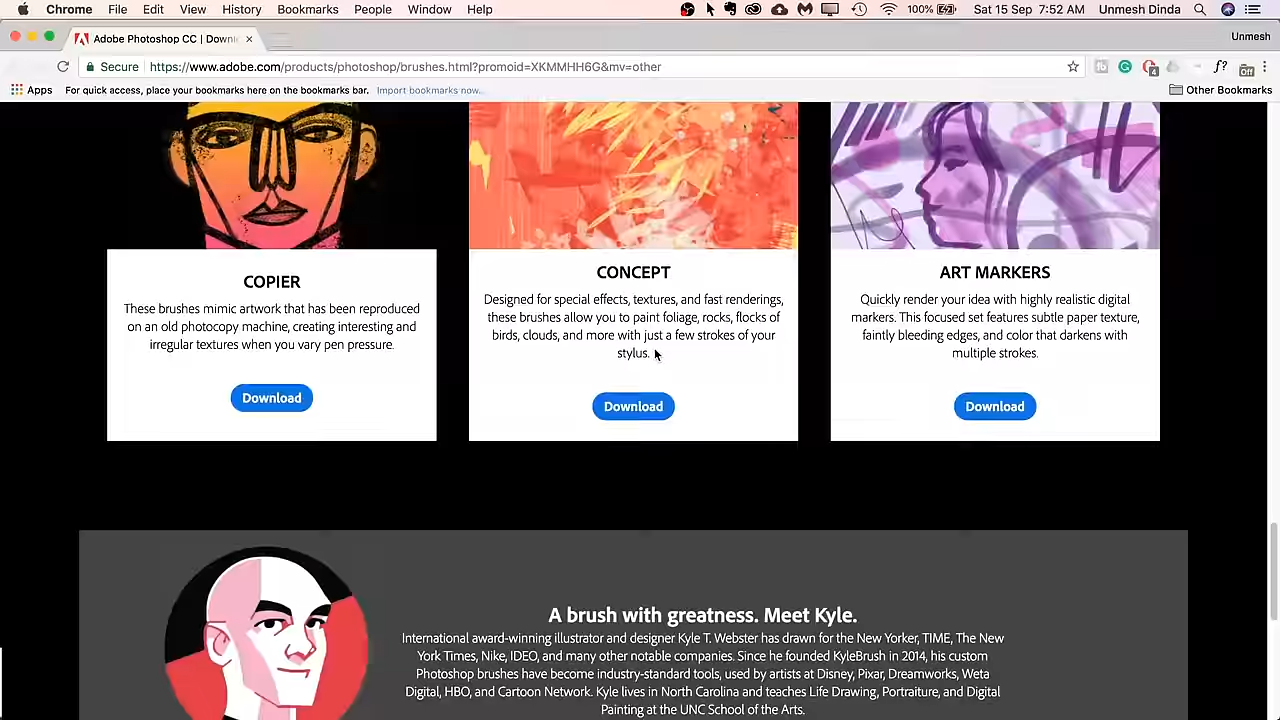 Chrome File Edit View History Bookmarks People Window Help 100% Sat 15 Sep 7:52 AM Unmesh Dinda
Adobe Photoshop CC | Downl Unmesh
Secure https://www.adobe.com/products/photoshop/brushes.html?promoid=XKMMHH6G&mv=other
Apps For quick access, place your bookmarks here on the bookmarks bar. Import bookmarks now... Other Bookmarks
COPIER
These brushes mimic artwork that has been reproduced
on an old photocopy machine, creating interesting and
irregular textures when you vary pen pressure.
Download
CONCEPT
Designed for special effects, textures, and fast renderings,
these brushes allow you to paint foliage, rocks, flocks of
birds, clouds, and more with just a few strokes of your
stylus.
Download
ART MARKERS
Quickly render your idea with highly realistic digital
markers. This focused set features subtle paper texture,
faintly bleeding edges, and color that darkens with
multiple strokes.
Download
A brush with greatness. Meet Kyle.
International award-winning illustrator and designer Kyle T. Webster has drawn for the New Yorker, TIME, The New
York Times, Nike, IDEO, and many other notable companies. Since he founded KyleBrush in 2014, his custom
Photoshop brushes have become industry-standard tools, used by artists at Disney, Pixar, Dreamworks, Weta
Digital, HBO, and Cartoon Network. Kyle lives in North Carolina and teaches Life Drawing, Portraiture, and Digital
Painting at the UNC School of the Arts.